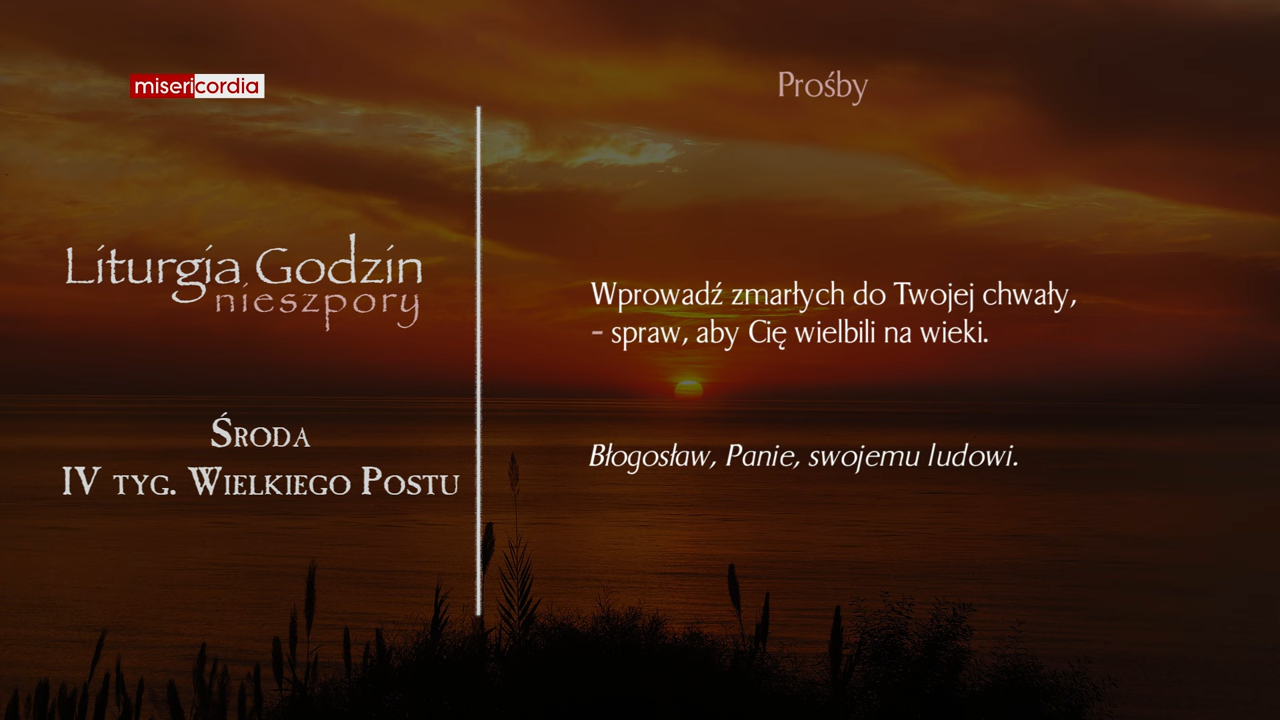 misericordia
Prośby
Liturgia Godzin
nieszpory
Środa
IV tyg. Wielkiego Postu
Wprowadź zmarłych do Twojej chwały,
- spraw, aby Cię wielbili na wieki.
Błogosław, Panie, swojemu ludowi.